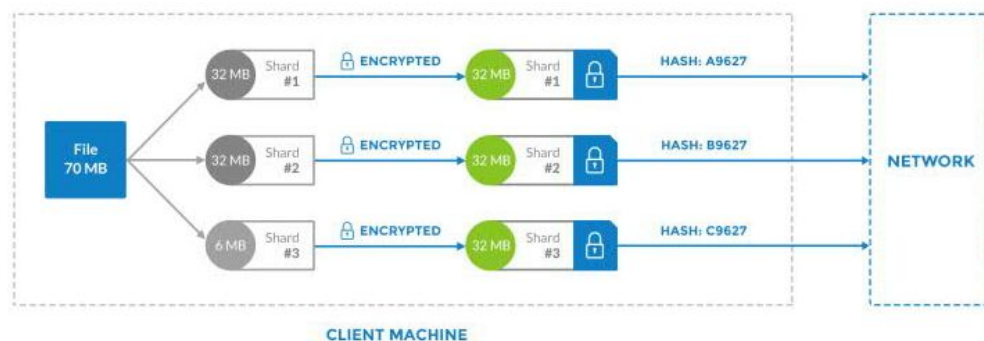 32 MB
Shard
#1
ENCRYPTED
32 MB
Shard
#1
HASH: A9627
File
70 MB
32 MB
Shard
#2
ENCRYPTED
32 MB
Shard
#2
HASH: B9627
NETWORK
6 MB
Shard
#3
ENCRYPTED
32 MB
Shard
#3
HASH: C9627
CLIENT MACHINE